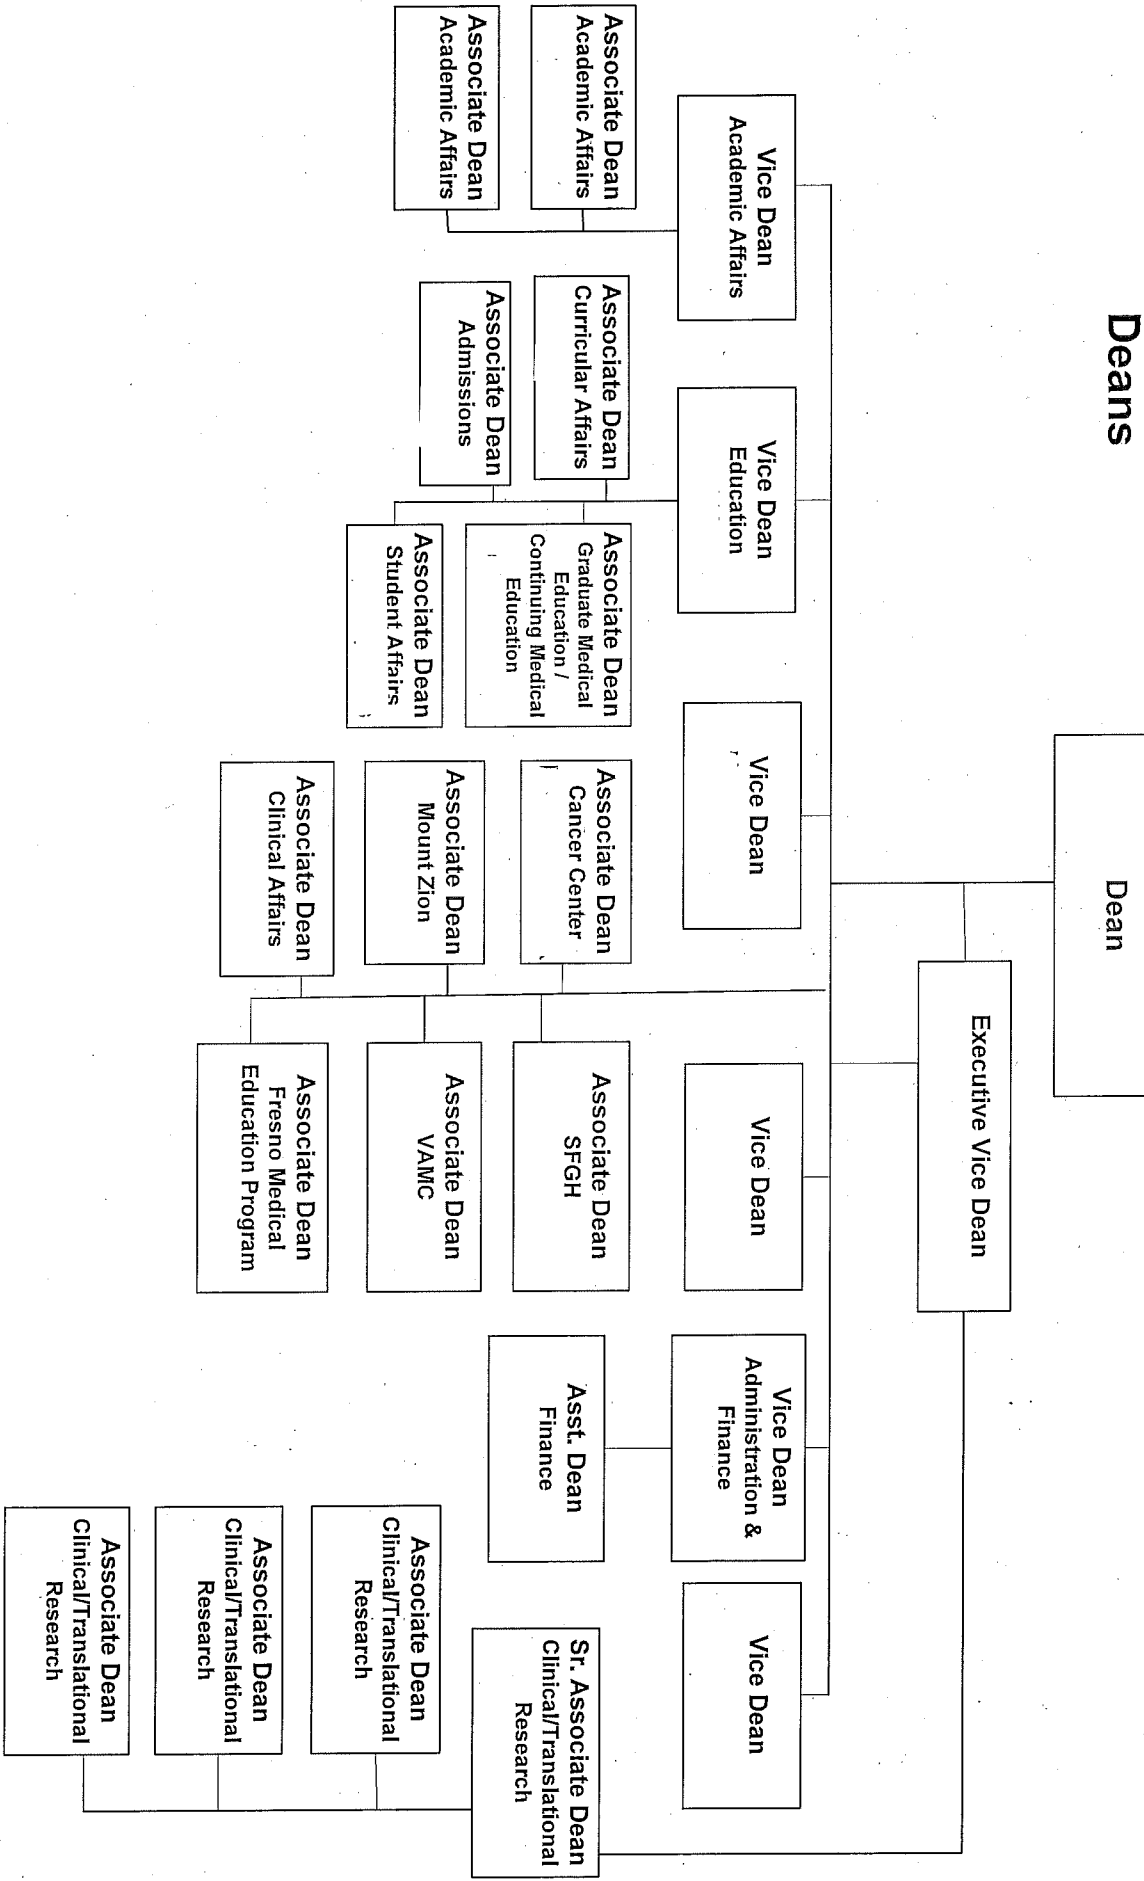 Deans
Dean
Executive Vice Dean
Vice Dean
Academic Affairs
Vice Dean
Education
Vice Dean
Vice Dean
Vice Dean
Administration &
Finance
Vice Dean
Associate Dean
Academic Affairs
Associate Dean
Academic Affairs
Associate Dean
Curricular Affairs
Associate Dean
Admissions
Associate Dean
Graduate Medical
Education /
Continuing Medical
Education
Associate Dean
Student Affairs
Associate Dean
Cancer Center
Associate Dean
Mount Zion
Associate Dean
Clinical Affairs
Associate Dean
SFGH
Associate Dean
VAMC
Associate Dean
Fresno Medical
Education Program
Asst. Dean
Finance
Sr. Associate Dean
Clinical/Translational
Research
Associate Dean
Clinical/Translational
Research
Associate Dean
Clinical/Translational
Research
Associate Dean
Clinical/Translational
Research